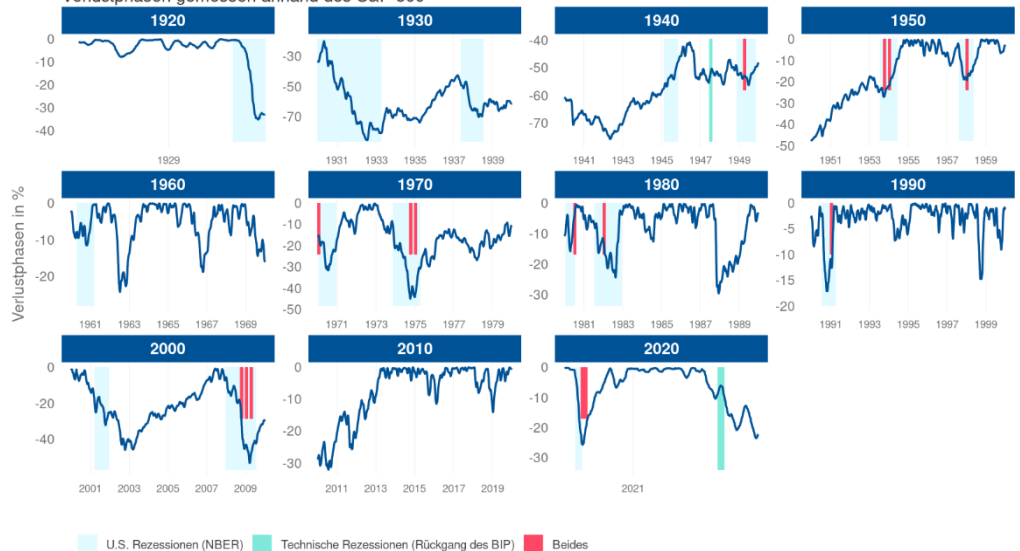 1920 1930 1940 1950
0 -10 -20 -30 -40
1929
-50 -70
1931 1933 1935 1937 1939
-40 -50 -60 -70
1941 1943 1945 1947 1949
0 -10 -20 -30 -40 -50
1951 1953 1955 1957 1959
Verlustphasen in %
1960 1970 1980 1990
0 -10 -20
1961 1963 1965 1967 1969
0 -10 -20 -30 -40 -50
1971 1973 1975 1977 1979
0 -10 -20 -30
1981 1983 1985 1987 1989
0 -5 -10 -15 -20
1991 1993 1995 1997 1999
2000 2010 2020
0 -20 -40
2001 2003 2005 2007 2009
0 -10 -20 -30
2011 2013 2015 2017 2019
0 -10 -20 -30
2021
U.S. Rezessionen (NBER) Technische Rezessionen (Rückgang des BIP) Beides